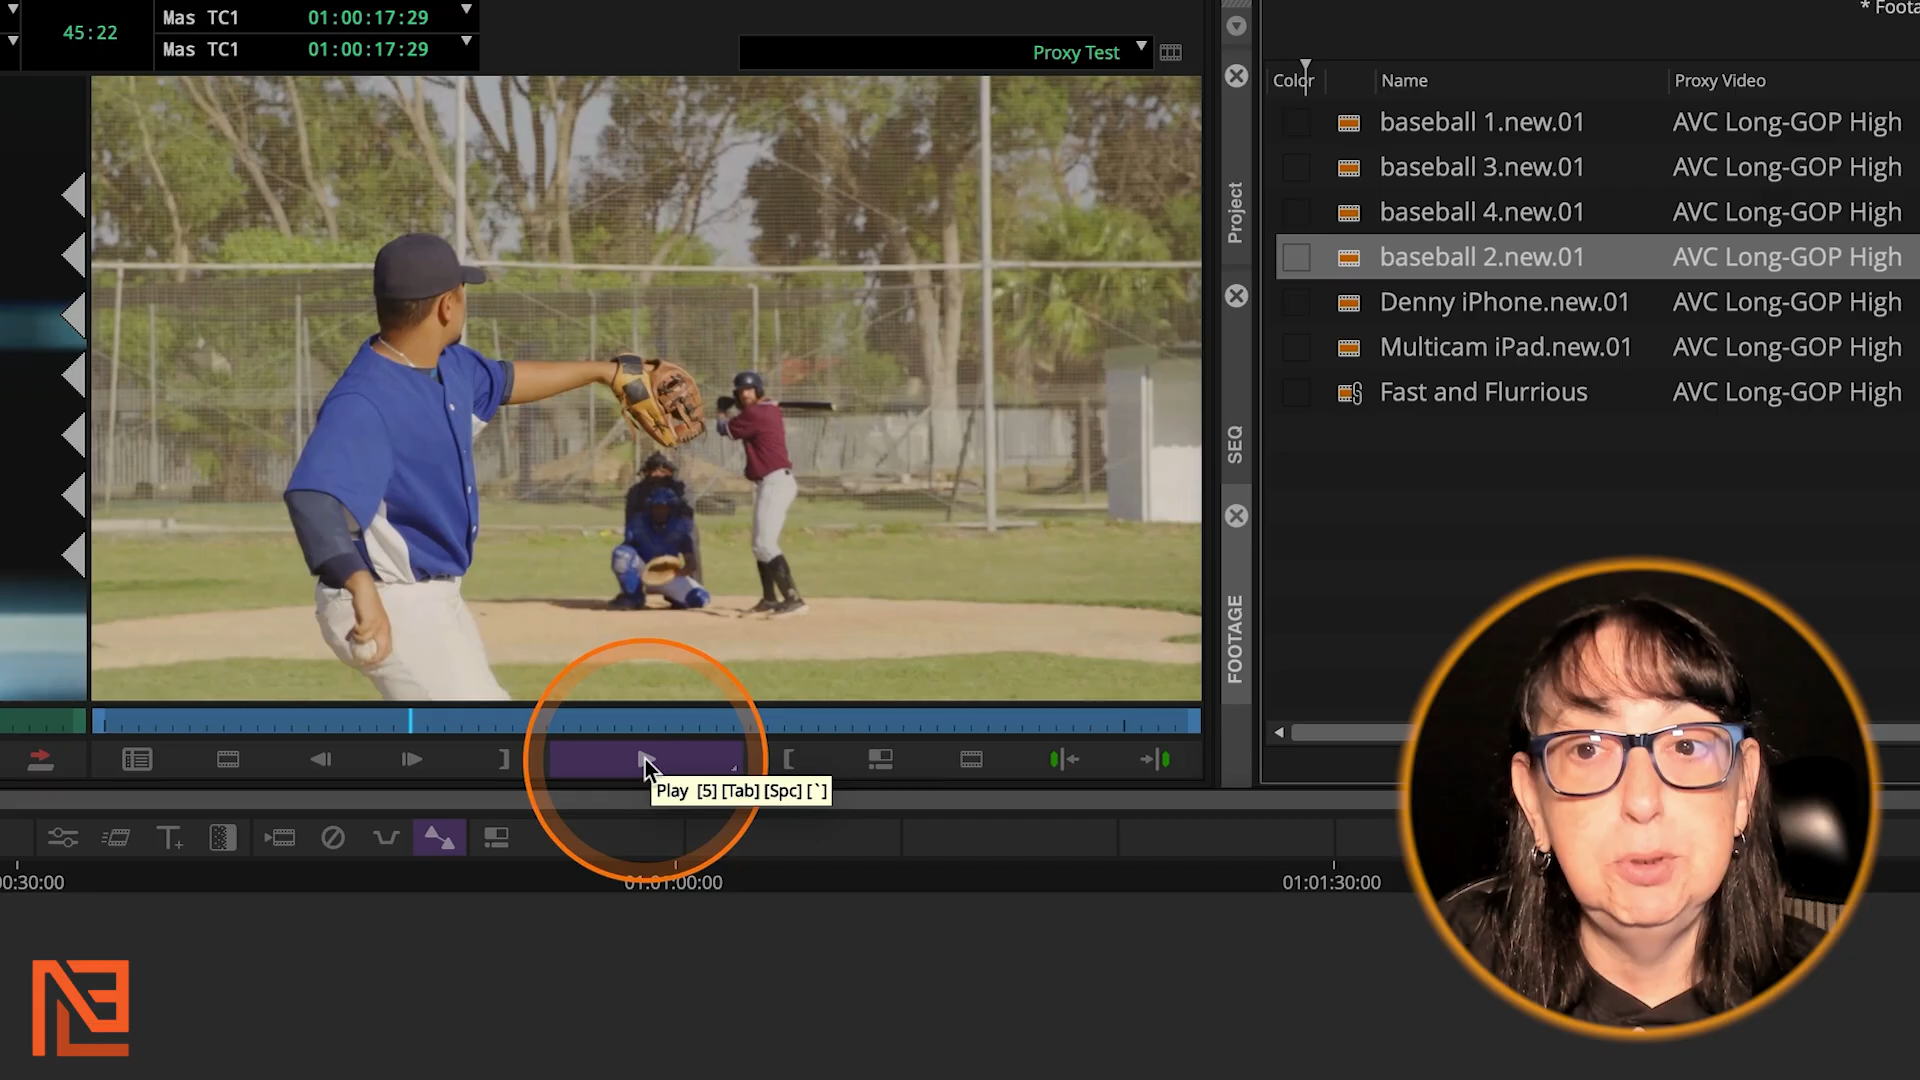 45:22
Mas TC1 01:00:17:29
Mas TC1 01:00:17:29
Proxy Test
* Foota
Color Name Proxy Video
baseball 1.new.01 AVC Long-GOP High
baseball 3.new.01 AVC Long-GOP High
baseball 4.new.01 AVC Long-GOP High
baseball 2.new.01 AVC Long-GOP High
Denny iPhone.new.01 AVC Long-GOP High
Multicam iPad.new.01 AVC Long-GOP High
Fast and Flurrious AVC Long-GOP High
Project
SEQ
FOOTAGE
Play [5] [Tab] [Spc] [`]
00:30:00
01:01:00:00
01:01:30:00